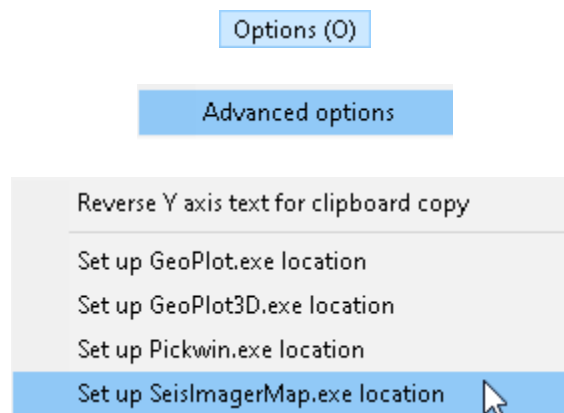 Options (O)
Advanced options
Reverse Y axis text for clipboard copy
Set up GeoPlot.exe location
Set up GeoPlot3D.exe location
Set up Pickwin.exe location
Set up SeisImagerMap.exe location